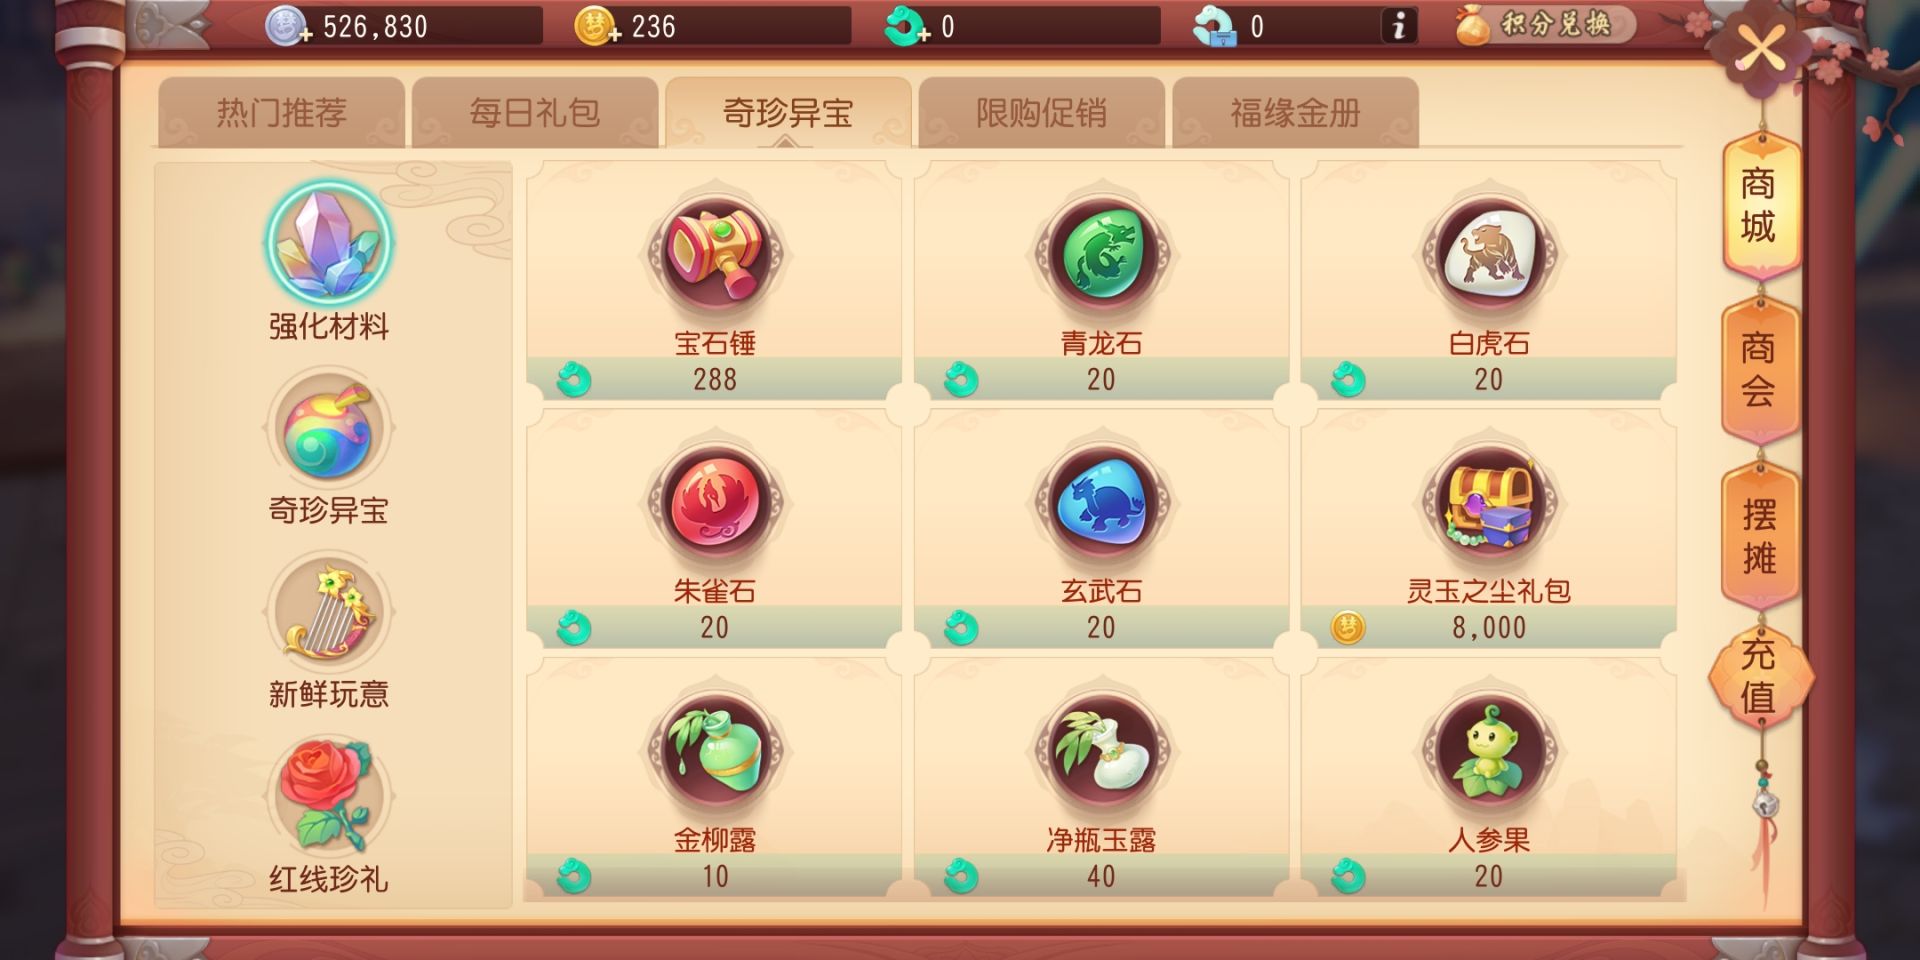 526,830
236
0
0
积分兑换
热门推荐
每日礼包
奇珍异宝
限购促销
福缘金册
强化材料
奇珍异宝
新鲜玩意
红线珍礼
宝石锤
288
青龙石
20
白虎石
20
朱雀石
20
玄武石
20
灵玉之尘礼包
8,000
金柳露
10
净瓶玉露
40
人参果
20
商城
商会
摆摊
充值